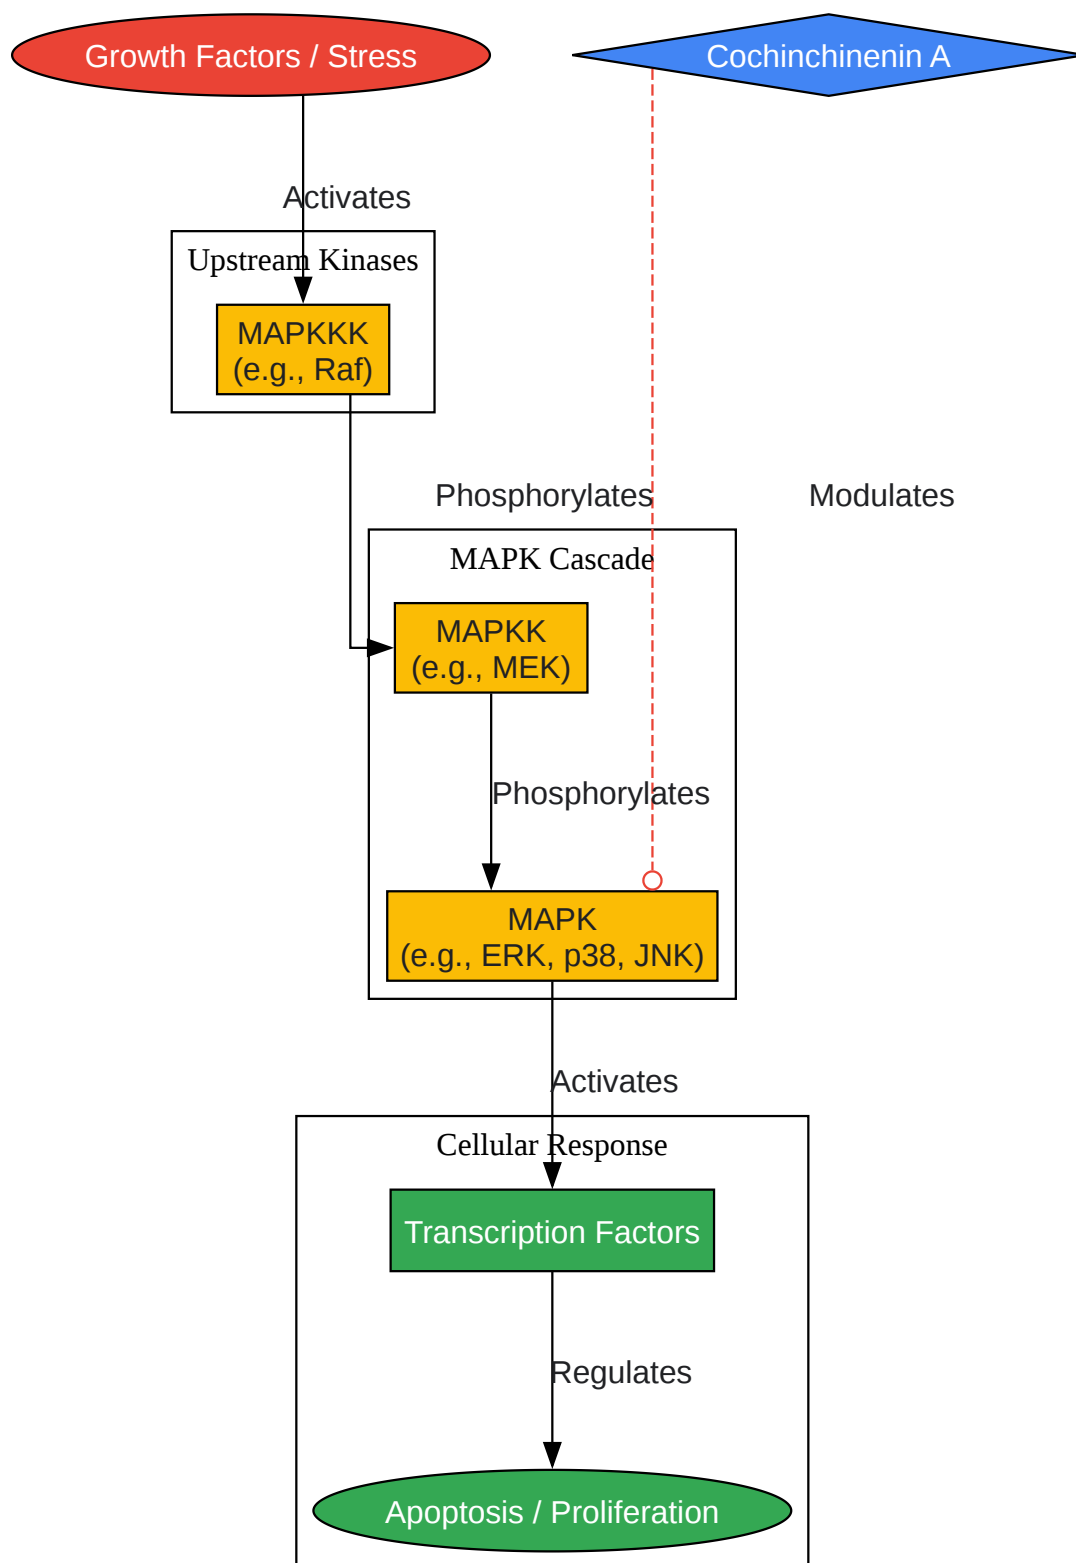 Growth Factors / Stress
Cochinchinenin A
Activates
Upstream Kinases
MAPKKK
(e.g., Raf)
Phosphorylates
Modulates
MAPK Cascade
MAPKK
(e.g., MEK)
Phosphorylates
MAPK
(e.g., ERK, p38, JNK)
Activates
Cellular Response
Transcription Factors
Regulates
Apoptosis / Proliferation